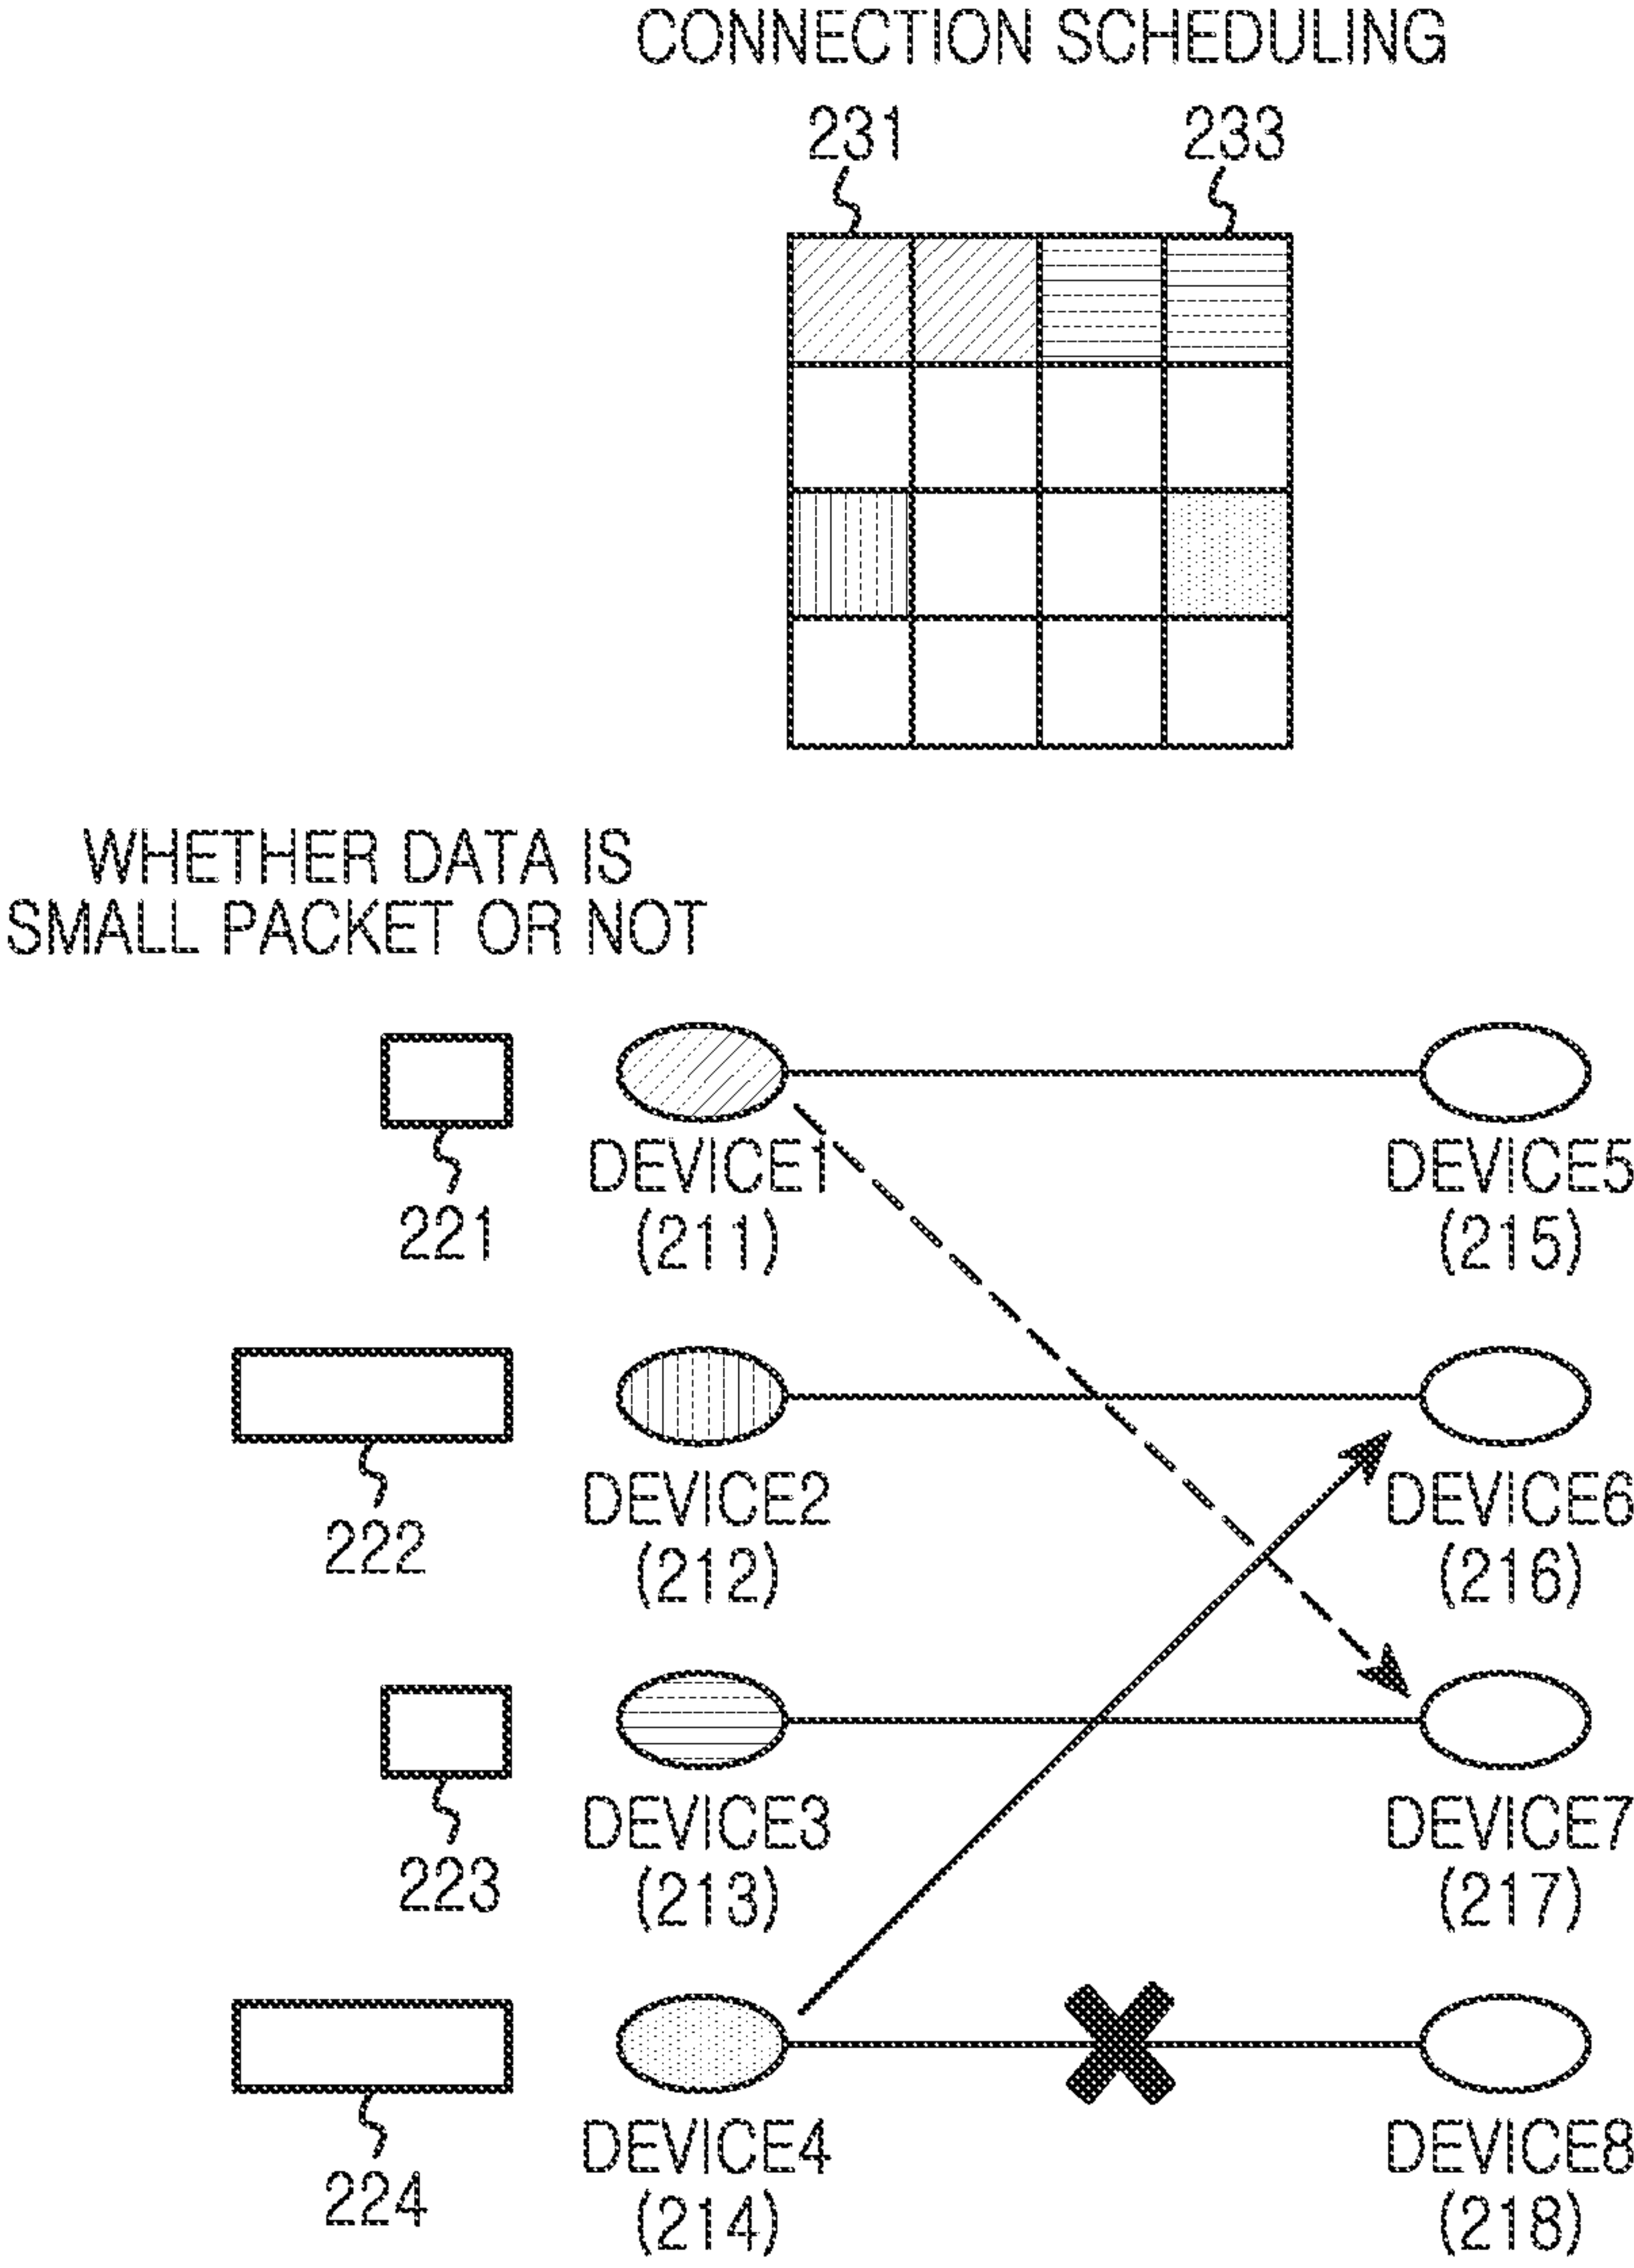 CONNECTION SCHEDULING
231 233
WHETHER DATA IS
SMALL PACKET OR NOT
DEVICE1 DEVICE5
221 (211) (215)
DEVICE2 DEVICE6
222 (212) (216)
DEVICE3 DEVICE7
223 (213) (217)
DEVICE4 DEVICE8
224 (214) (218)